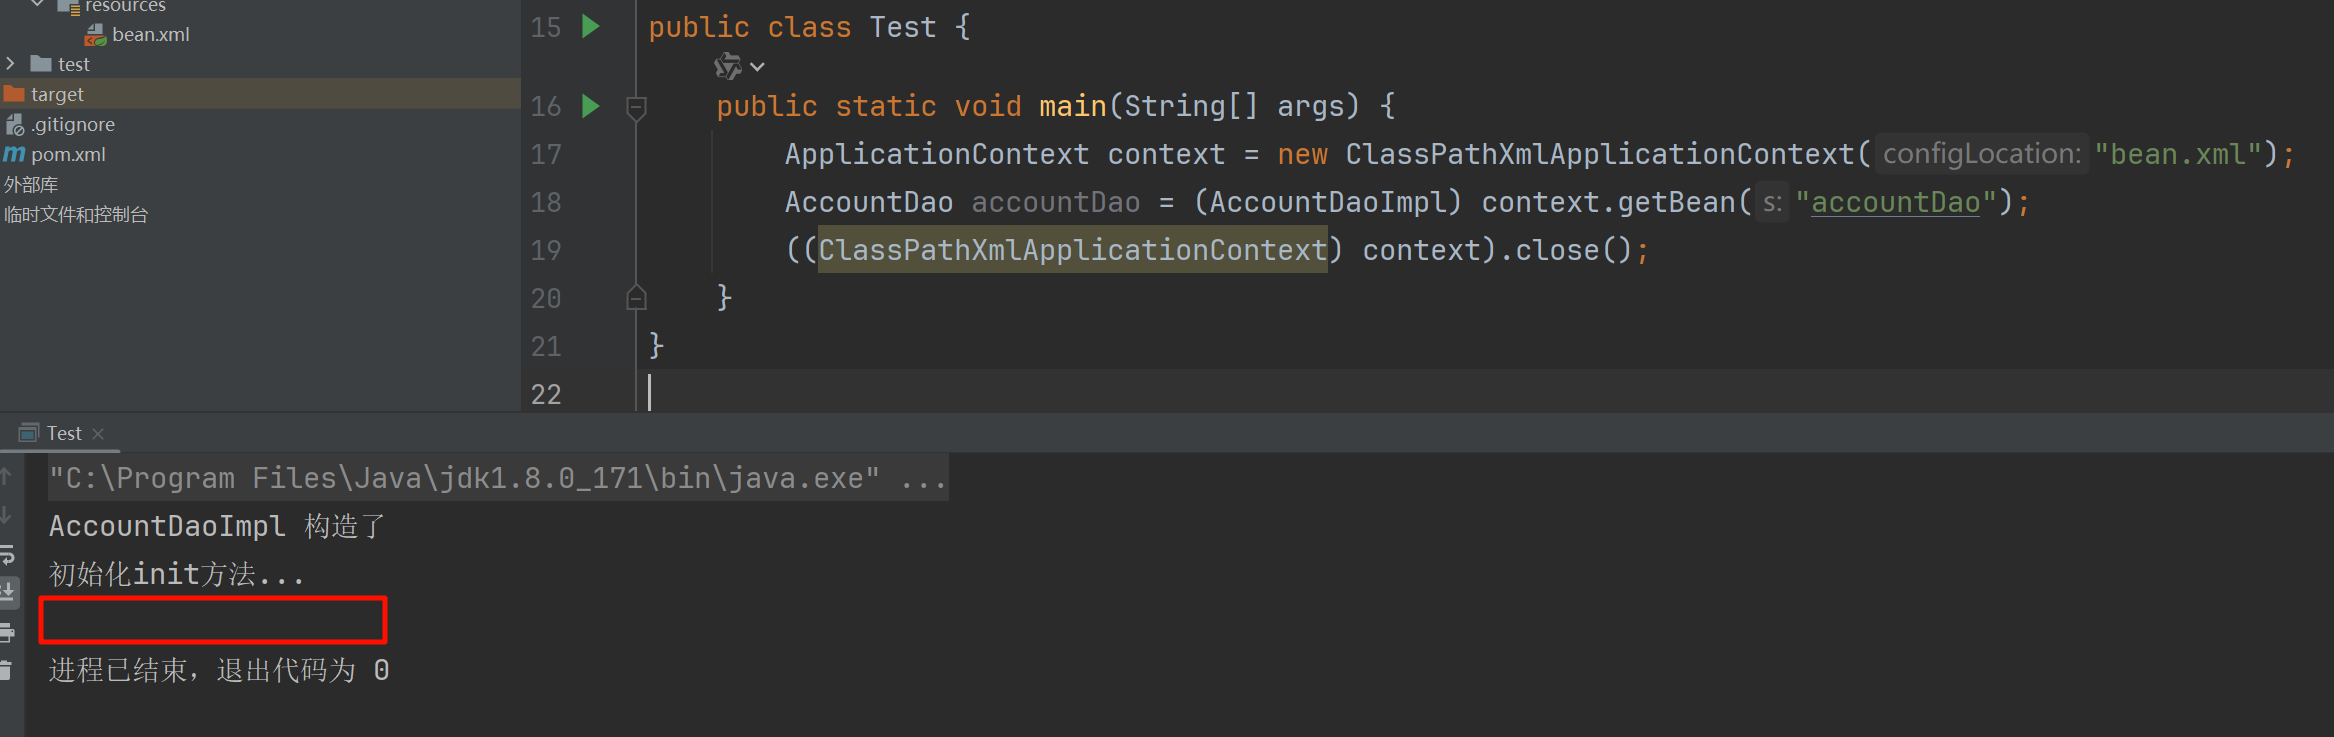 resources
bean.xml
test
target
.gitignore
pom.xml
外部库
临时文件和控制台
15 public class Test {
16 public static void main(String[] args) {
17 ApplicationContext context = new ClassPathXmlApplicationContext( configLocation: "bean.xml");
18 AccountDao accountDao = (AccountDaoImpl) context.getBean( s: "accountDao");
19 ((ClassPathXmlApplicationContext) context).close();
20 }
21 }
22
Test
"C:\Program Files\Java\jdk1.8.0_171\bin\java.exe" ...
AccountDaoImpl 构造了
初始化init方法...
进程已结束，退出代码为 0